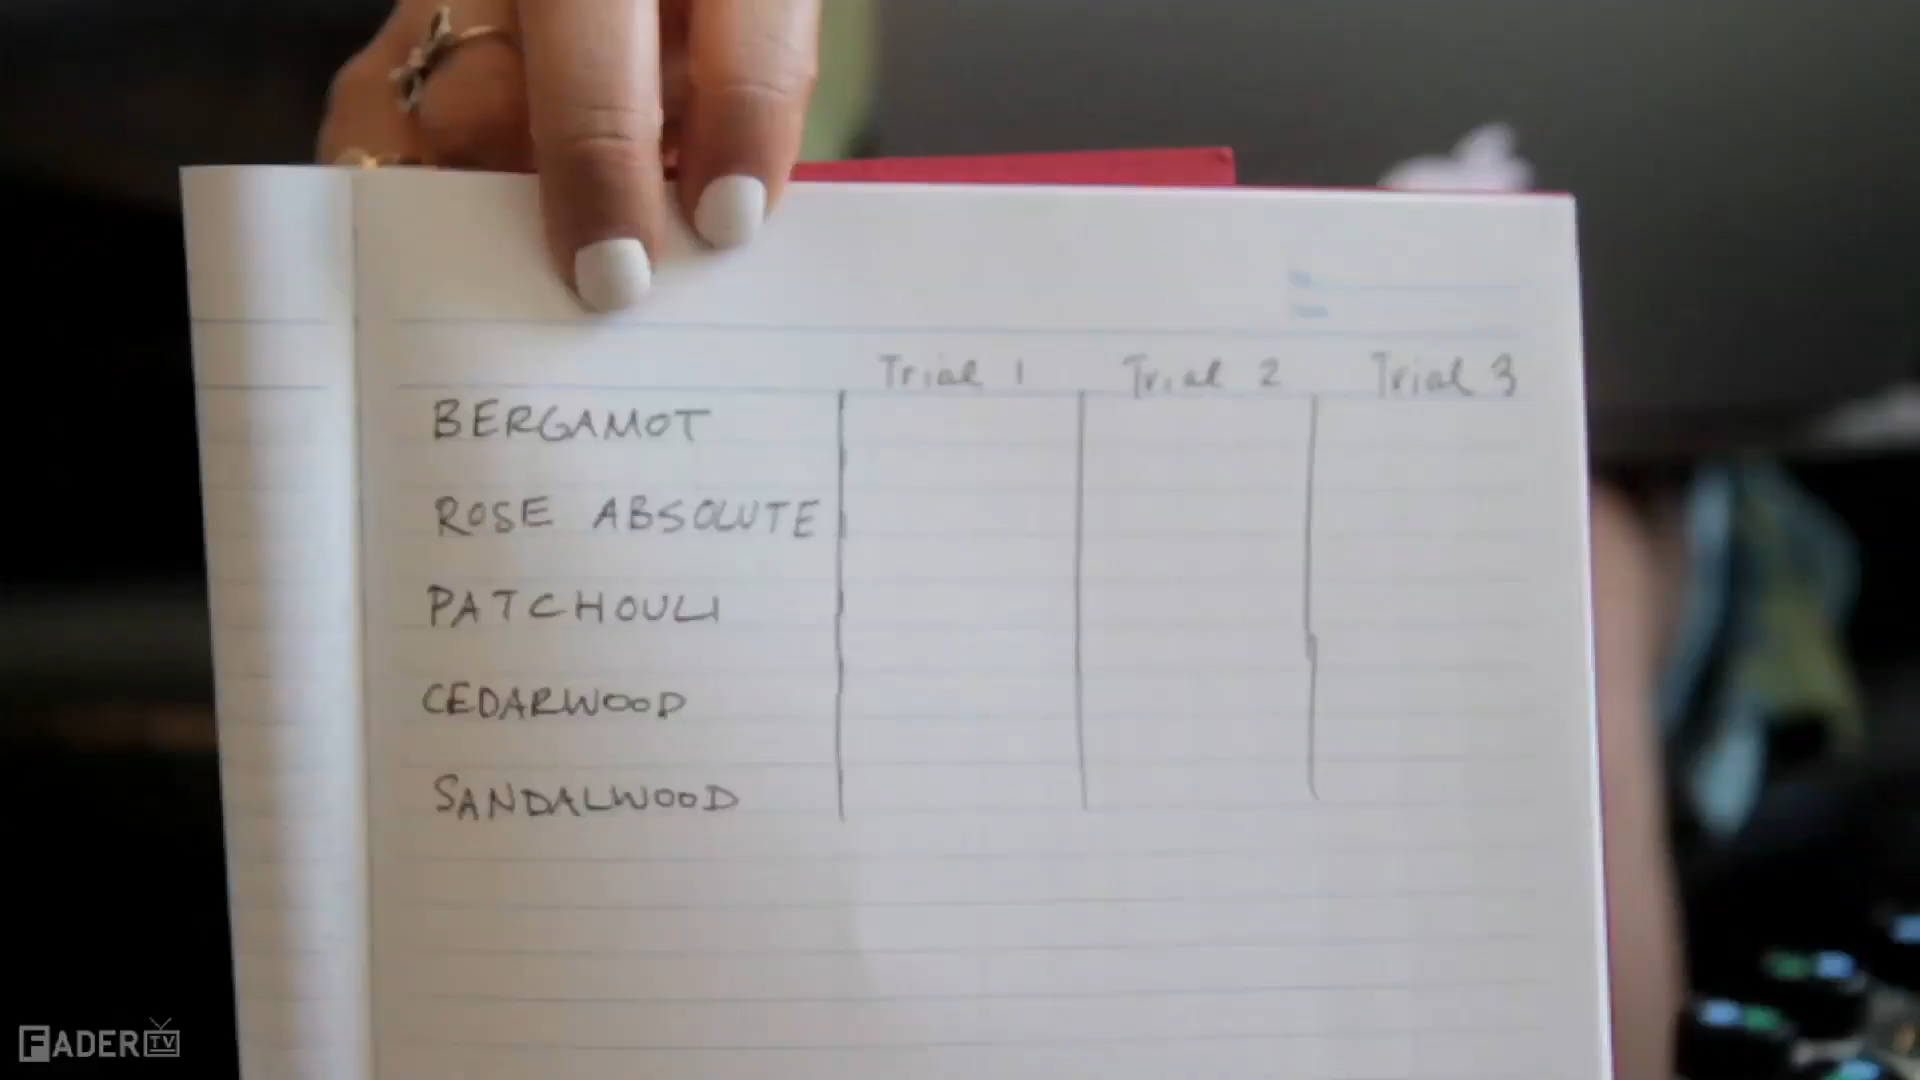 Trial 1 Trial 2 Trial 3
BERGAMOT
ROSE ABSOLUTE
PATCHOULI
CEDARWOOD
SANDALWOOD
FADER TV